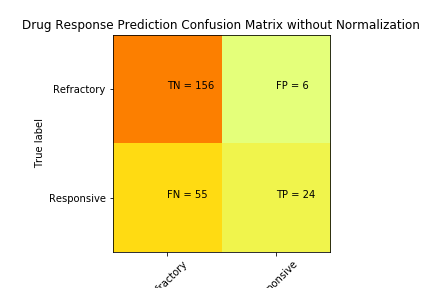 Drug Response Prediction Confusion Matrix without Normalization
Refractory
TN = 156
FP = 6
True label
Responsive
FN = 55
TP = 24